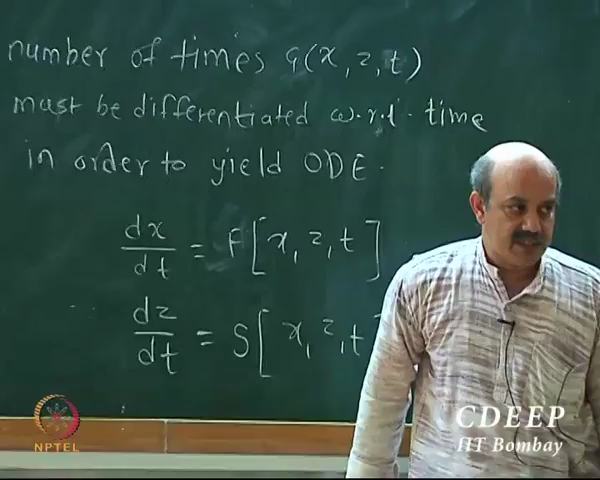 number of times G(x, z, t)
must be differentiated w.r.t. time
in order to yield ODE.
dx/dt = F[x, z, t]
dz/dt = S[x, z, t
NPTEL
CDEEP
IIT Bombay